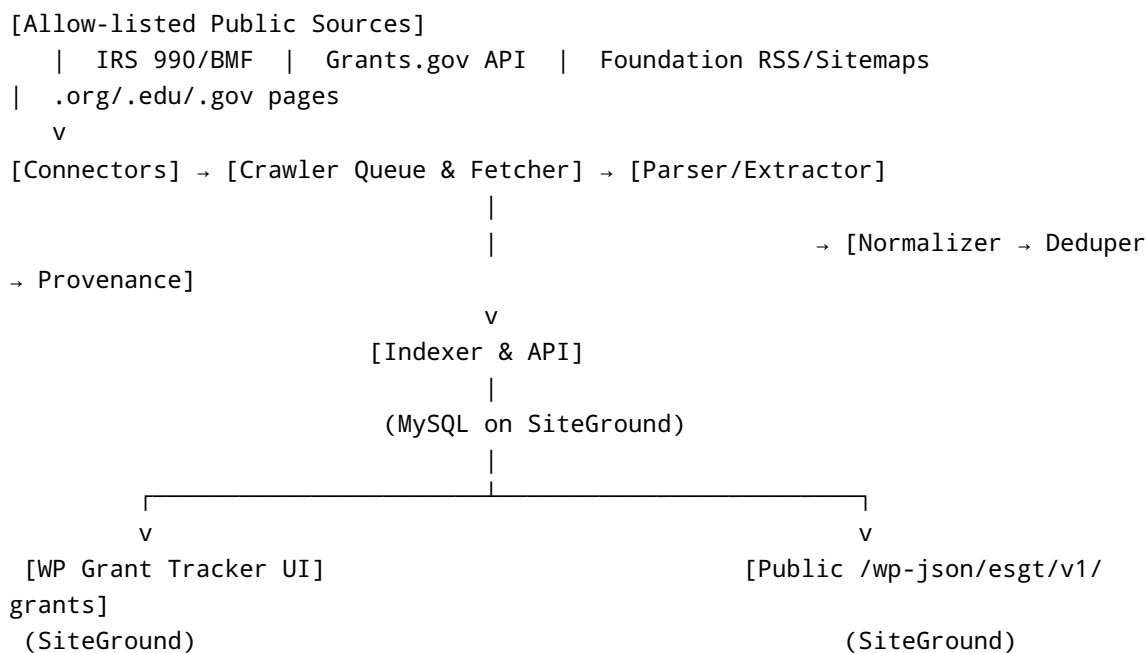 [Allow-listed Public Sources]
| IRS 990/BMF | Grants.gov API | Foundation RSS/Sitemaps
| .org/.edu/.gov pages
v
[Connectors] → [Crawler Queue & Fetcher] → [Parser/Extractor]
|
| → [Normalizer → Deduper
→ Provenance]
v
[Indexer & API]
|
(MySQL on SiteGround)
|
v v
[WP Grant Tracker UI] [Public /wp-json/esgt/v1/
grants]
(SiteGround) (SiteGround)